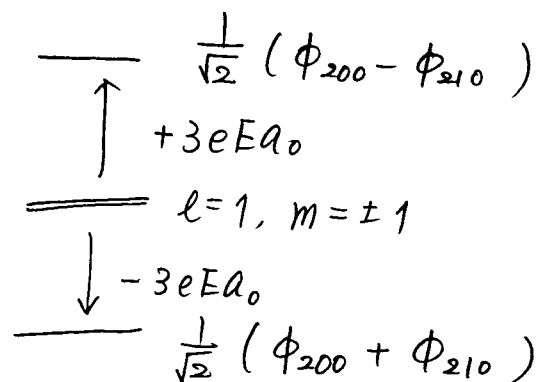 1/√2 ( ϕ₂₀₀ - ϕ₂₁₀ )
+3eEa₀
ℓ=1, m=±1
-3eEa₀
1/√2 ( ϕ₂₀₀ + ϕ₂₁₀ )